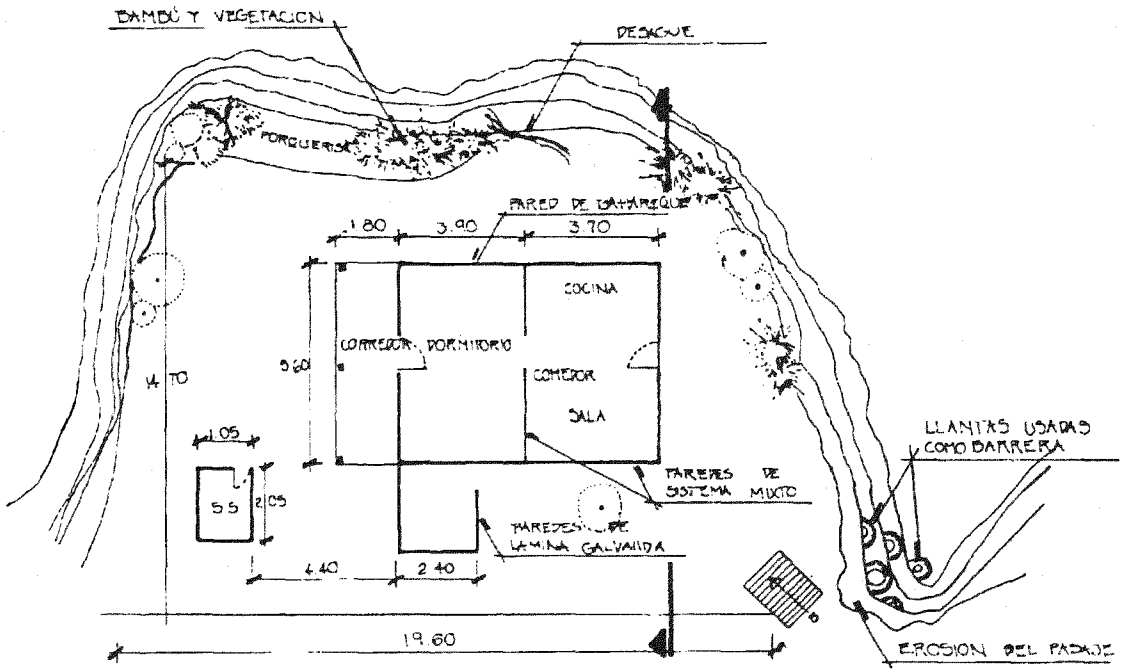 BAMBÚ Y VEGETACION
DESAGUE
PORQUERISA
PARED DE BAHAREQUE
1.80
3.90
3.70
COCINA
CORREDOR
DORMITORIO
5.60
COMEDOR
14.70
SALA
LLANTAS USADAS
COMO BARRERA
1.05
PAREDES DE
SISTEMA MIXTO
S.S
2.05
PAREDES DE
LAMINA GALVANIDA
4.40
2.40
19.60
EROSION DEL PASAJE